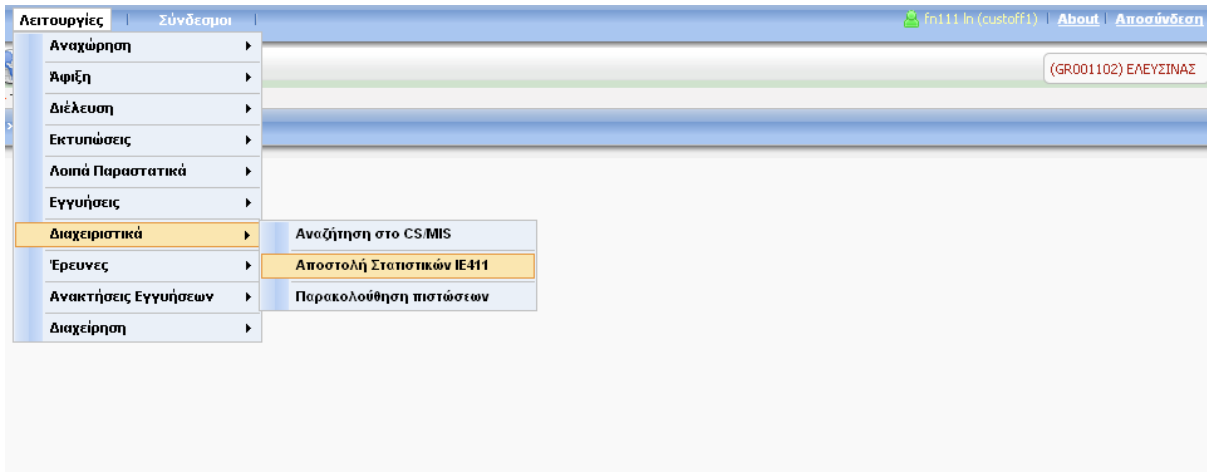 Λειτουργίες | Σύνδεσμοι |
fn111 ln (custoff1) | About | Αποσύνδεση
(GR001102) ΕΛΕΥΣΙΝΑΣ
Αναχώρηση
Άφιξη
Διέλευση
Εκτυπώσεις
Λοιπά Παραστατικά
Εγγυήσεις
Διαχειριστικά
Αναζήτηση στο CS/MIS
Έρευνες
Αποστολή Στατιστικών IE411
Ανακτήσεις Εγγυήσεων
Παρακολούθηση πιστώσεων
Διαχείρηση